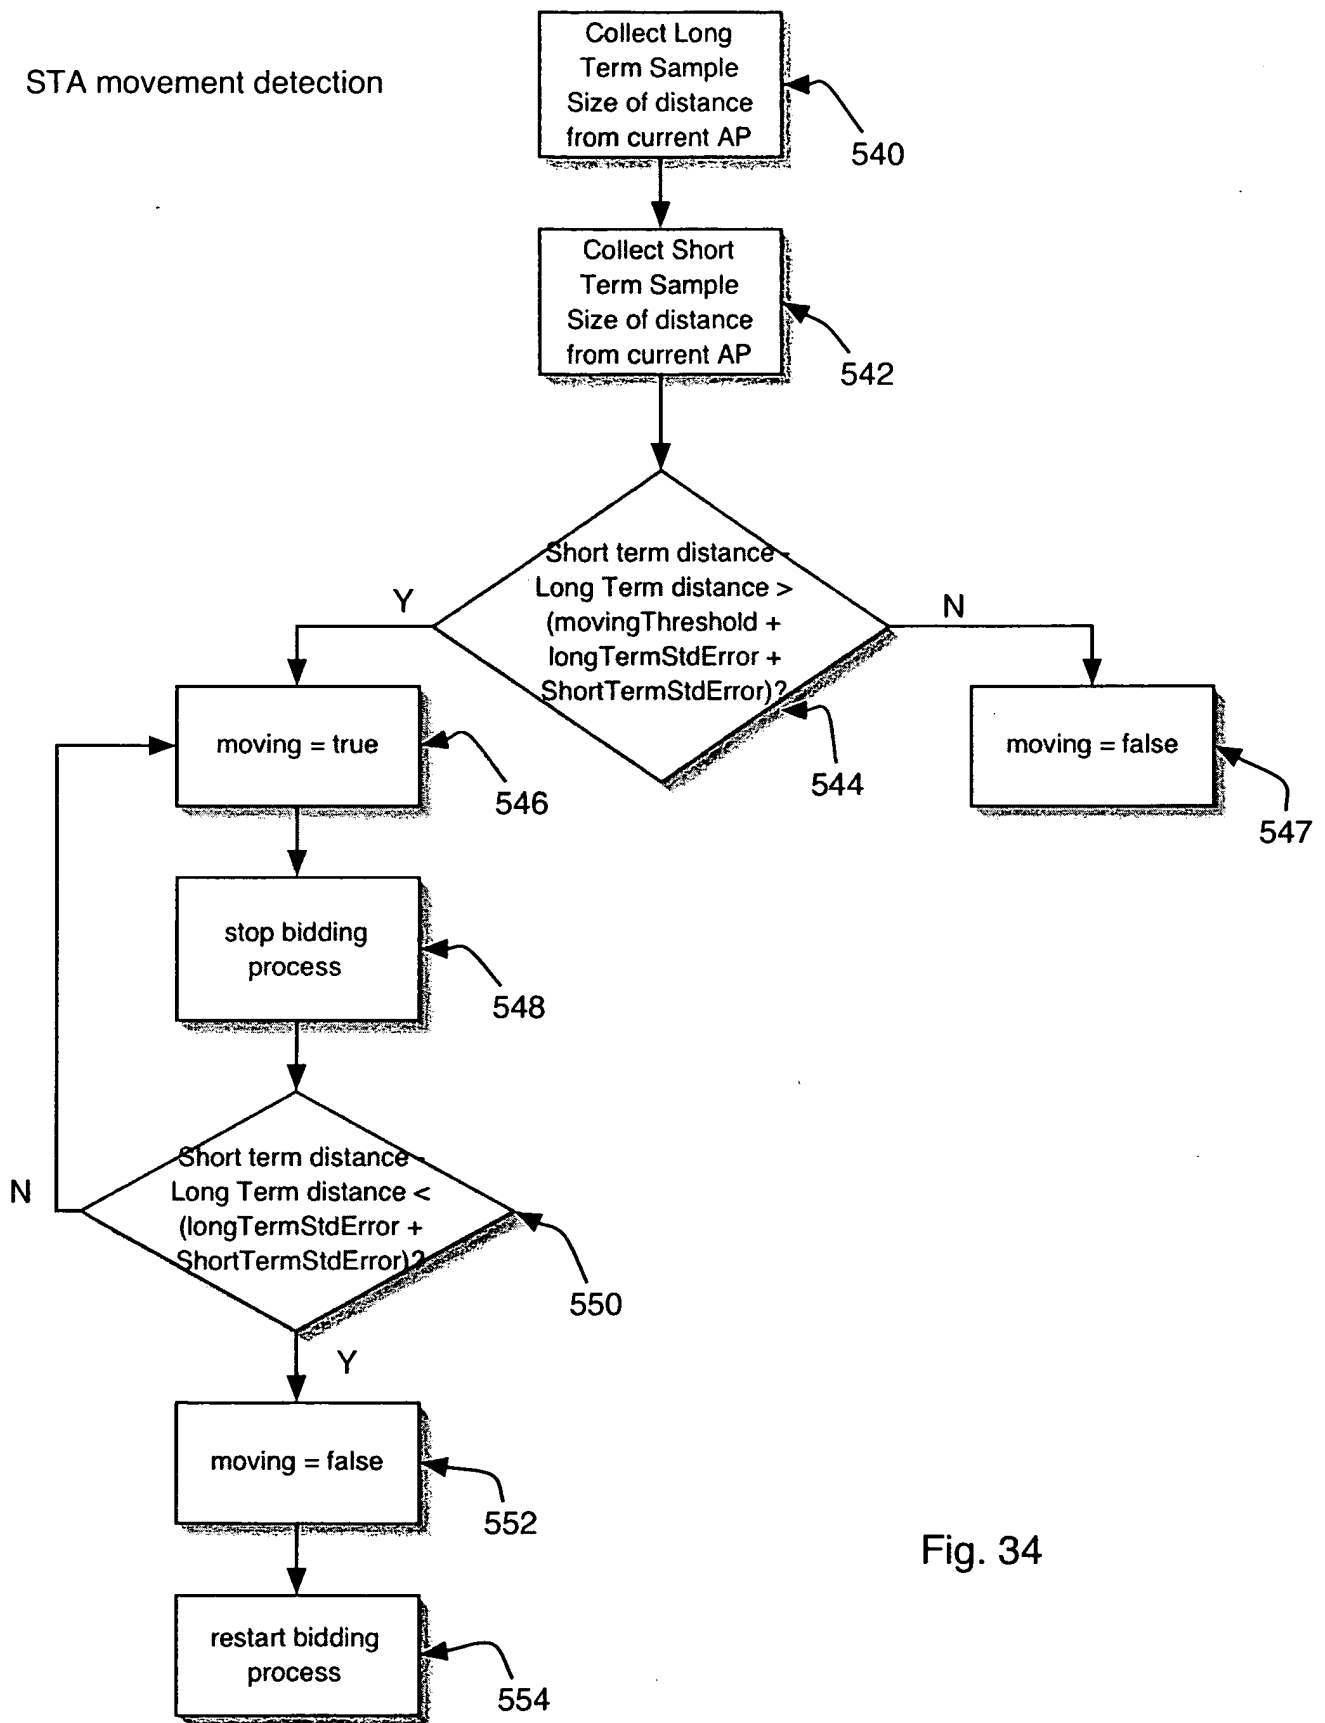 STA movement detection
Collect Long
Term Sample
Size of distance
from current AP
540
Collect Short
Term Sample
Size of distance
from current AP
542
Short term distance -
Long Term distance >
(movingThreshold +
longTermStdError +
ShortTermStdError)?
Y
N
544
moving = true
546
moving = false
547
stop bidding
process
548
Short term distance -
Long Term distance <
(longTermStdError +
ShortTermStdError)?
N
550
Y
moving = false
552
restart bidding
process
554
Fig. 34